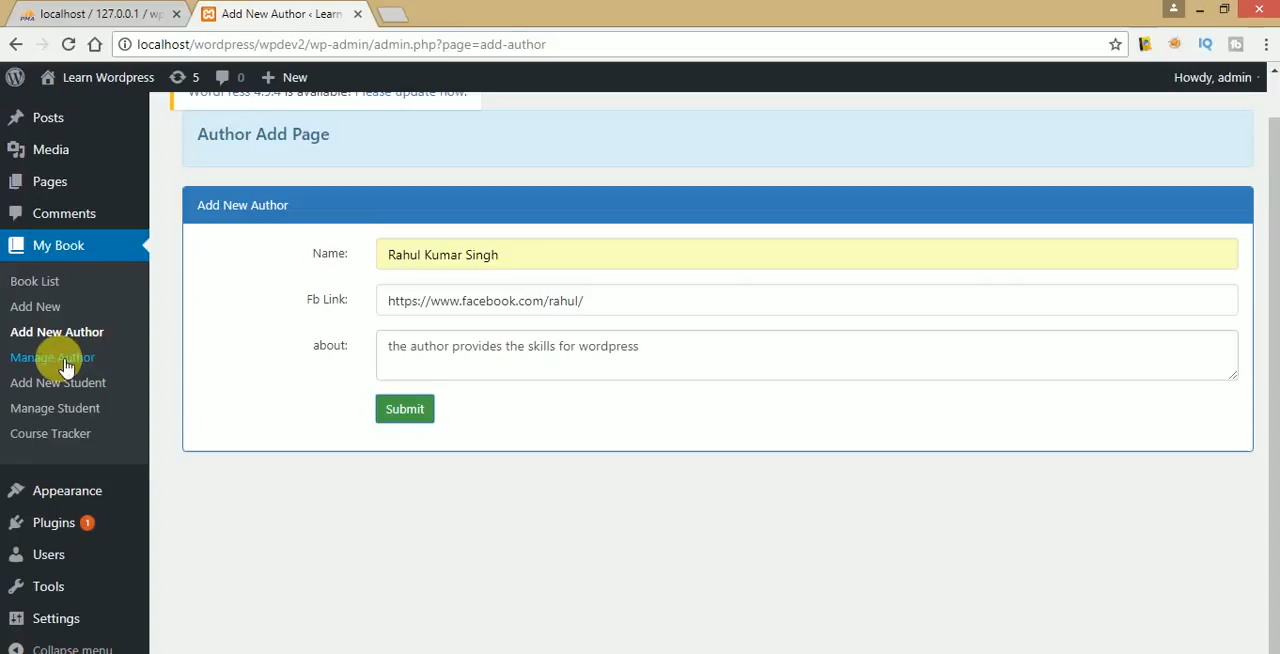 localhost / 127.0.0.1 / wp
Add New Author ‹ Learn
localhost/wordpress/wpdev2/wp-admin/admin.php?page=add-author
Learn Wordpress 5 0 New
Howdy, admin
WordPress 4.9.4 is available! Please update now.
Posts
Media
Pages
Comments
My Book
Book List
Add New
Add New Author
Manage Author
Add New Student
Manage Student
Course Tracker
Appearance
Plugins 1
Users
Tools
Settings
Collapse menu
Author Add Page
Add New Author
Name: Rahul Kumar Singh
Fb Link: https://www.facebook.com/rahul/
about: the author provides the skills for wordpress
Submit